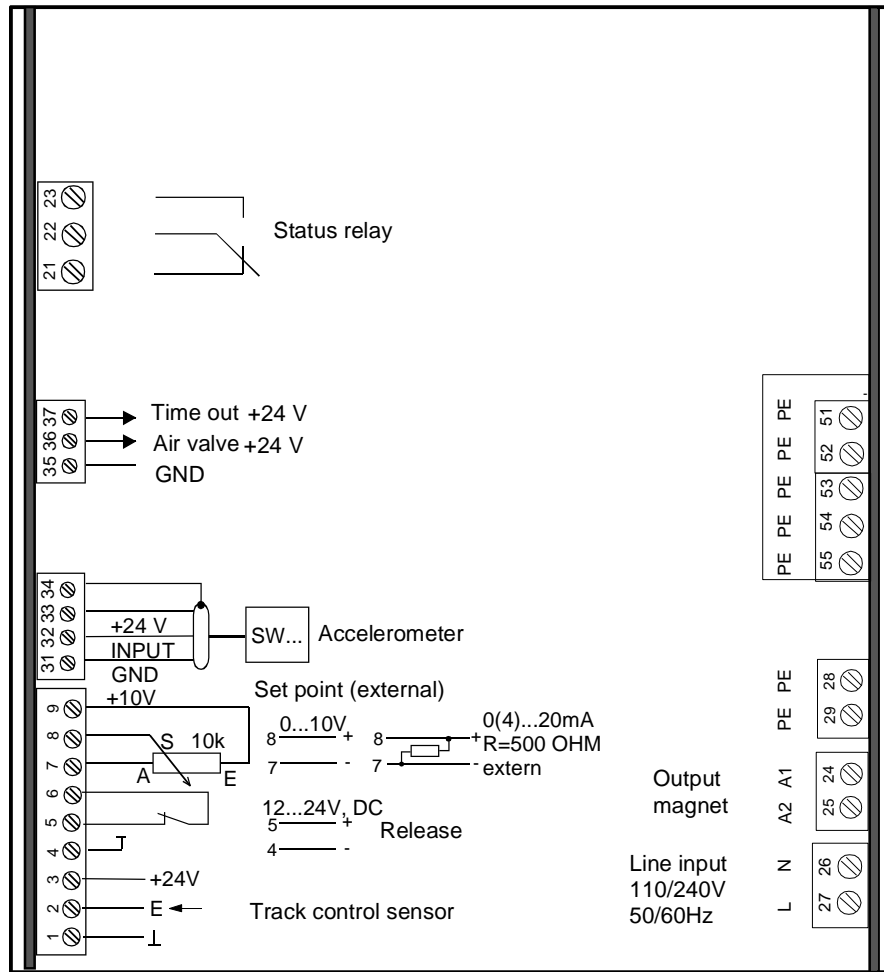 23
22
21
Status relay
37
36
35
Time out +24 V
Air valve +24 V
GND
34
33
32
31
+24 V
INPUT
GND
SW...
Accelerometer
9
8
7
6
5
4
3
2
1
+10V
S 10k
A E
+24V
E
Track control sensor
Set point (external)
0...10V
8 +
7 -
8 +
7 -
0(4)...20mA
R=500 OHM
extern
12...24V, DC
5 +
4 -
Release
PE 51
PE 52
PE 53
PE 54
PE 55
PE 28
PE 29
Output
magnet
A1 24
A2 25
Line input
110/240V
50/60Hz
N 26
L 27